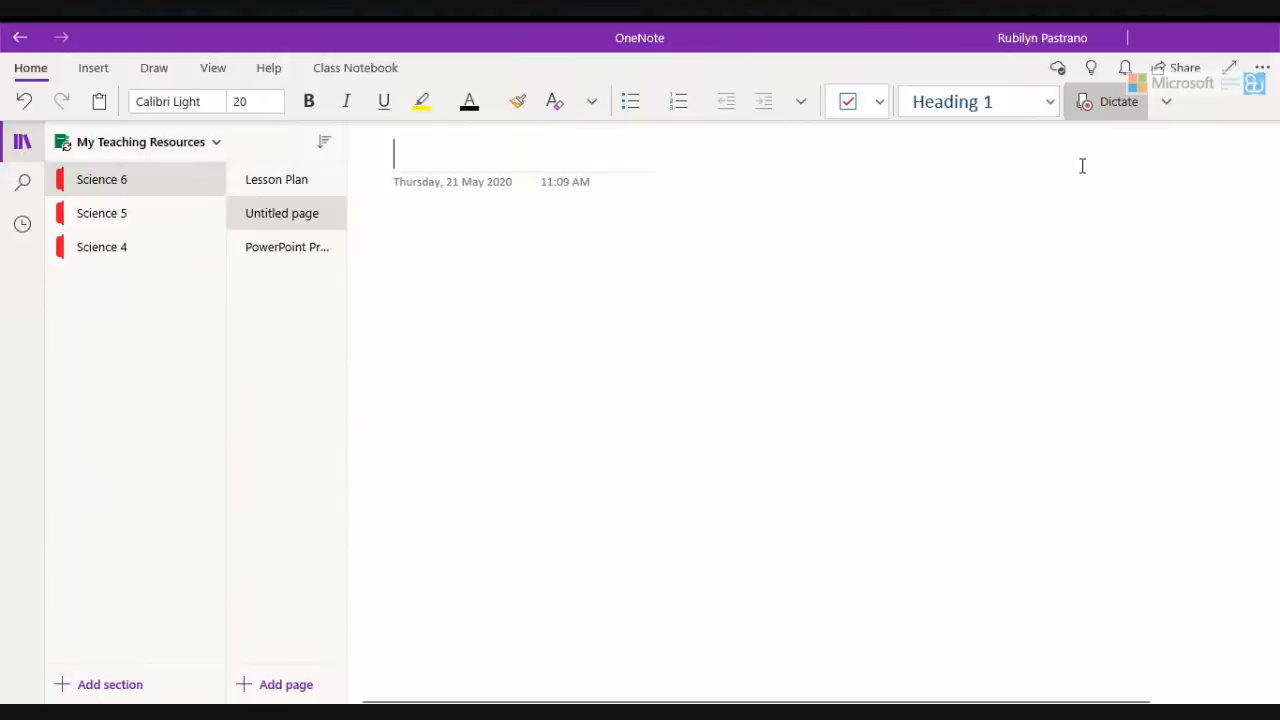 OneNote
Rubilyn Pastrano
Home Insert Draw View Help Class Notebook Share
Microsoft
Calibri Light 20 B I U A A Heading 1 Dictate
My Teaching Resources
Science 6
Science 5
Science 4
Lesson Plan
Untitled page
PowerPoint Pr...
Thursday, 21 May 2020 11:09 AM
Add section
Add page